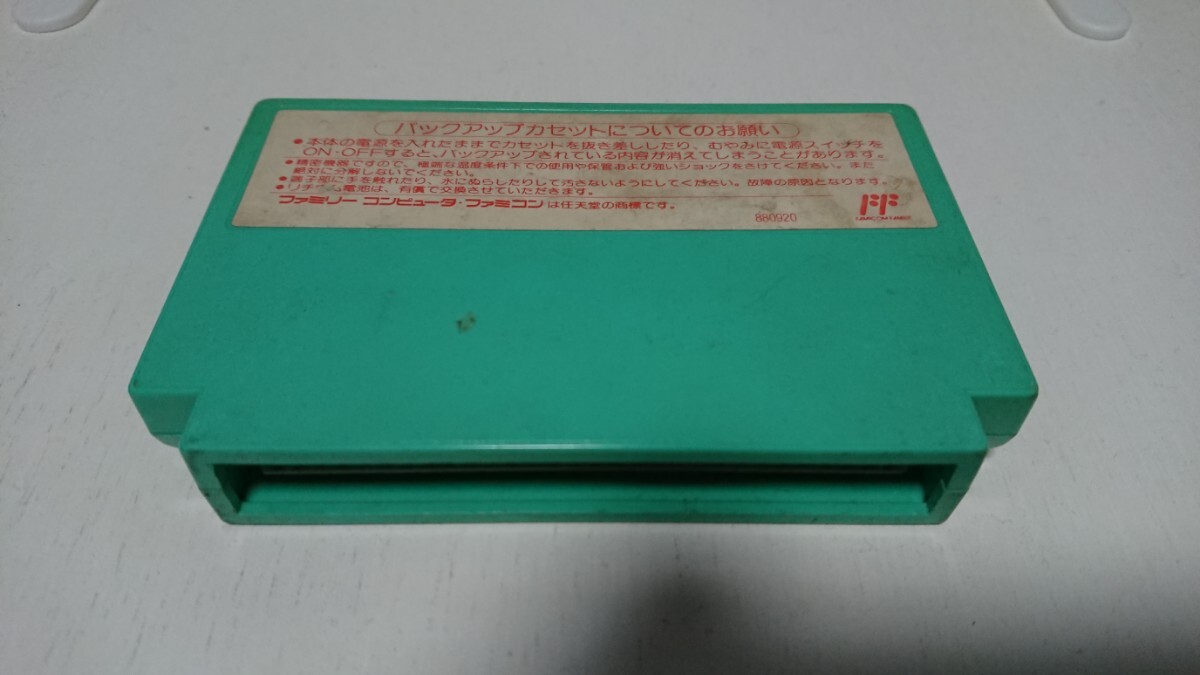 バックアップカセットについてのお願い
●本体の電源を入れたままでカセットを抜き差ししたり、むやみに電源スイッチを
ON・OFFすると、バックアップされている内容が消えてしまうことがあります。
●精密機器ですので、極端な温度条件下での使用や保管および強いショックをさけてください。また
絶対に分解しないでください。
●端子部に手を触れたり、水にぬらしたりして汚さないようにしてください。故障の原因となります。
●リチウム電池は、有償で交換させていただきます。
ファミリー コンピュータ・ファミコンは任天堂の商標です。
880920